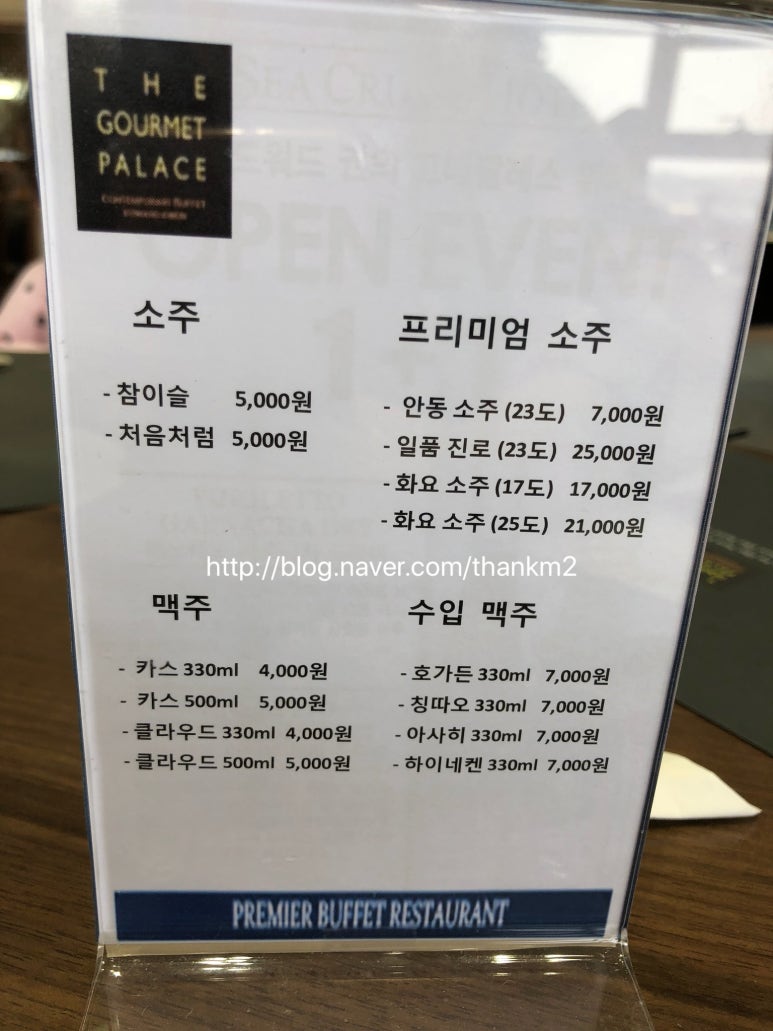 THE
GOURMET
PALACE
CONTEMPORARY BUFFET
소주
- 참이슬 5,000원
- 처음처럼 5,000원
프리미엄 소주
- 안동 소주 (23도) 7,000원
- 일품 진로 (23도) 25,000원
- 화요 소주 (17도) 17,000원
- 화요 소주 (25도) 21,000원
http://blog.naver.com/thankm2
맥주
- 카스 330ml 4,000원
- 카스 500ml 5,000원
- 클라우드 330ml 4,000원
- 클라우드 500ml 5,000원
수입 맥주
- 호가든 330ml 7,000원
- 칭따오 330ml 7,000원
- 아사히 330ml 7,000원
- 하이네켄 330ml 7,000원
PREMIER BUFFET RESTAURANT
OPEN EVENT